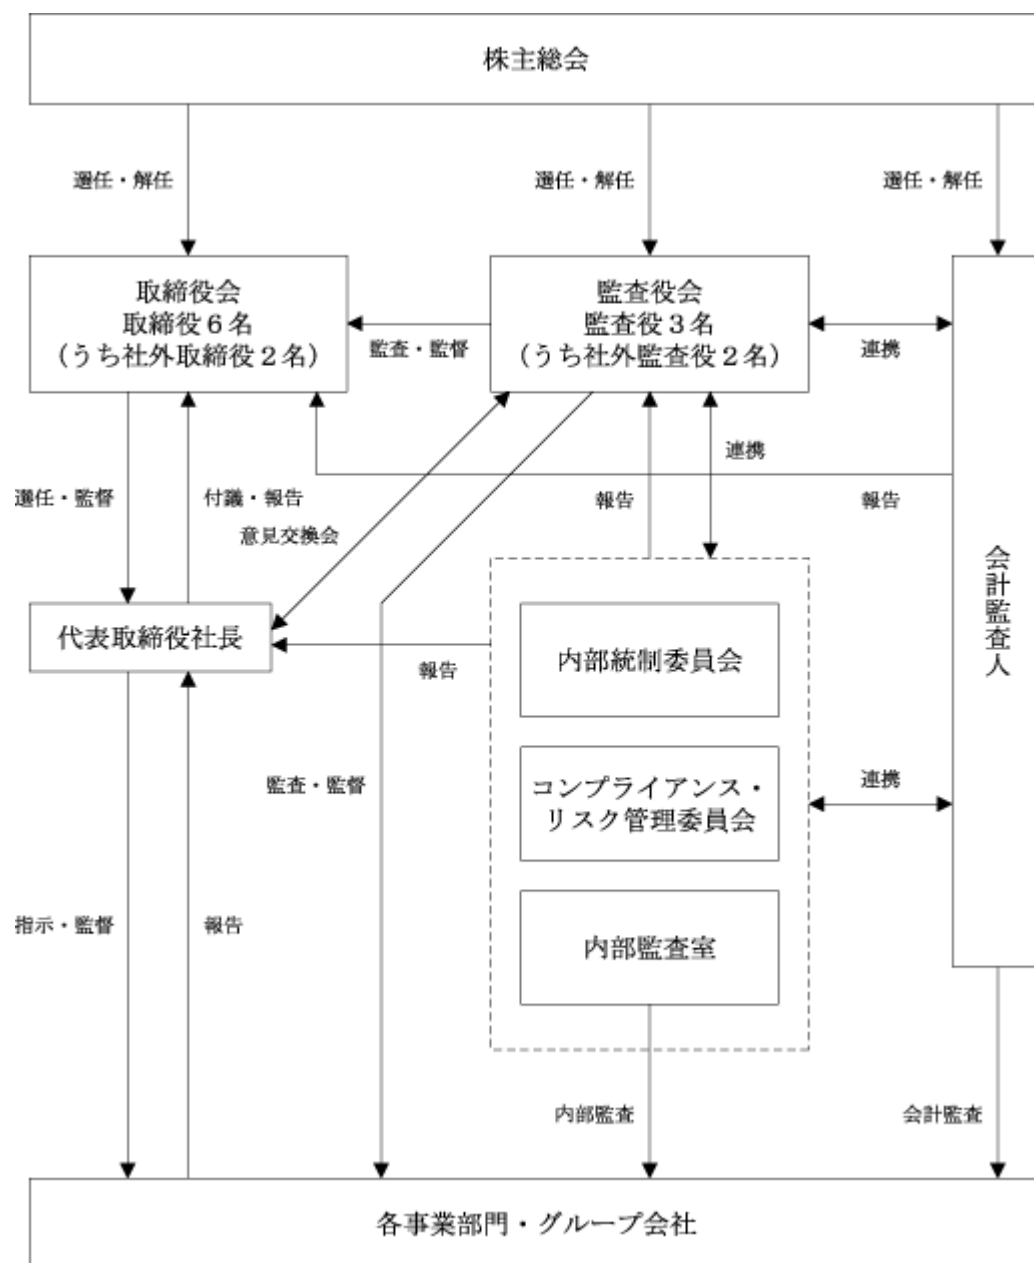 株主総会
選任・解任
選任・解任
選任・解任
取締役会
取締役６名
（うち社外取締役２名）
監査・監督
監査役会
監査役３名
（うち社外監査役２名）
連携
連携
選任・監督
付議・報告
報告
報告
意見交換会
会計監査人
代表取締役社長
報告
内部統制委員会
監査・監督
コンプライアンス・
リスク管理委員会
連携
指示・監督
報告
内部監査室
内部監査
会計監査
各事業部門・グループ会社